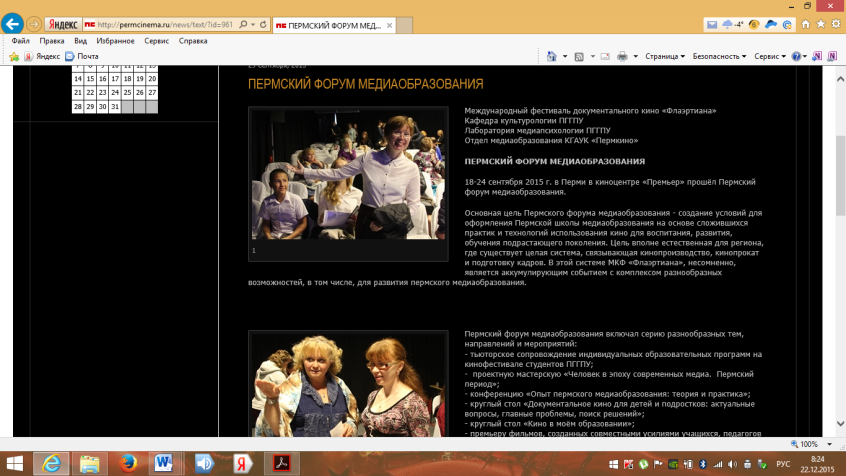 Яндекс
http://permcinema.ru/news/text/?id=961
ПЕРМСКИЙ ФОРУМ МЕД...
-4°
Файл Правка Вид Избранное Сервис Справка
Яндекс Почта
Страница Безопасность Сервис
14 15 16 17 18 19 20
21 22 23 24 25 26 27
28 29 30 31
ПЕРМСКИЙ ФОРУМ МЕДИАОБРАЗОВАНИЯ
Международный фестиваль документального кино «Флаэртиана»
Кафедра культурологии ПГГПУ
Лаборатория медиапсихологии ПГГПУ
Отдел медиаобразования КГАУК «Пермкино»
ПЕРМСКИЙ ФОРУМ МЕДИАОБРАЗОВАНИЯ
18-24 сентября 2015 г. в Перми в киноцентре «Премьер» прошёл Пермский
форум медиаобразования.
Основная цель Пермского форума медиаобразования - создание условий для
оформления Пермской школы медиаобразования на основе сложившихся
практик и технологий использования кино для воспитания, развития,
обучения подрастающего поколения. Цель вполне естественная для региона,
где существует целая система, связывающая кинопроизводство, кинопрокат
и подготовку кадров. В этой системе МКФ «Флаэртиана», несомненно,
является аккумулирующим событием с комплексом разнообразных
возможностей, в том числе, для развития пермского медиаобразования.
1
Пермский форум медиаобразования включал серию разнообразных тем,
направлений и мероприятий:
- тьюторское сопровождение индивидуальных образовательных программ на
кинофестивале студентов ПГГПУ;
- проектную мастерскую «Человек в эпоху современных медиа. Пермский
период»;
- конференцию «Опыт пермского медиаобразования: теория и практика»;
- круглый стол «Документальное кино для детей и подростков: актуальные
вопросы, главные проблемы, поиск решений»;
- круглый стол «Кино в моём образовании»;
- премьеру фильмов, созданных совместными усилиями учащихся, педагогов
100%
РУС
8:24
22.12.2015